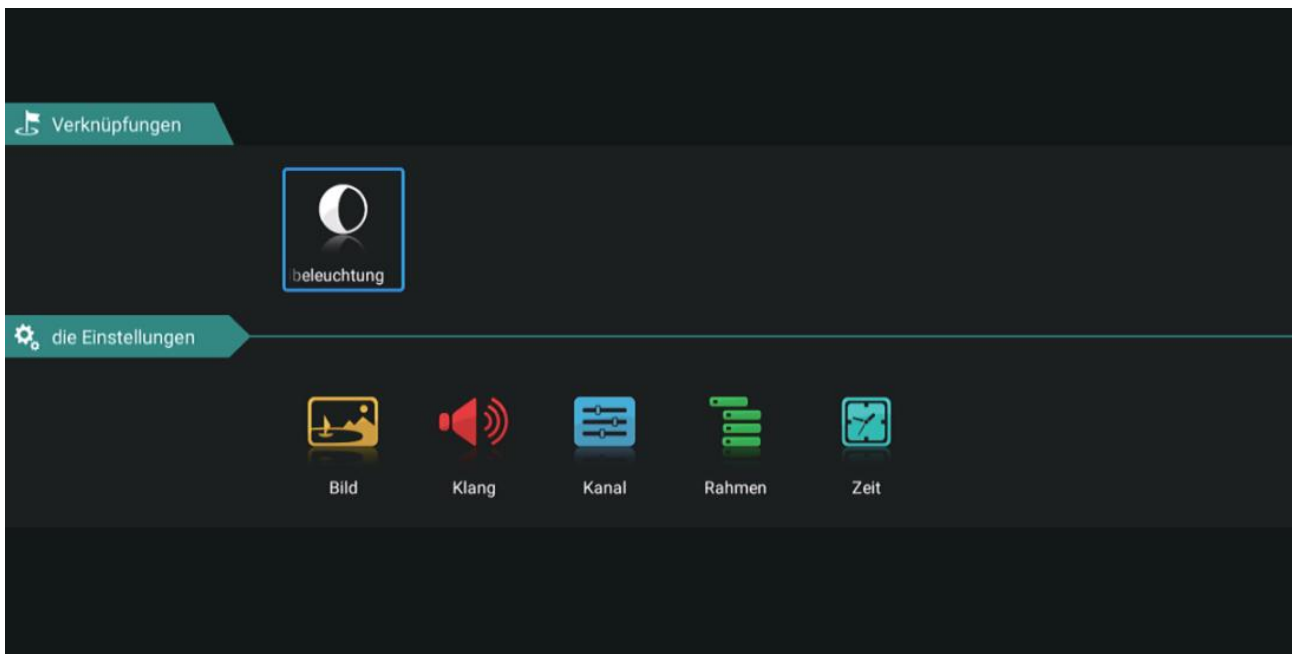 Verknüpfungen
beleuchtung
die Einstellungen
Bild Klang Kanal Rahmen Zeit